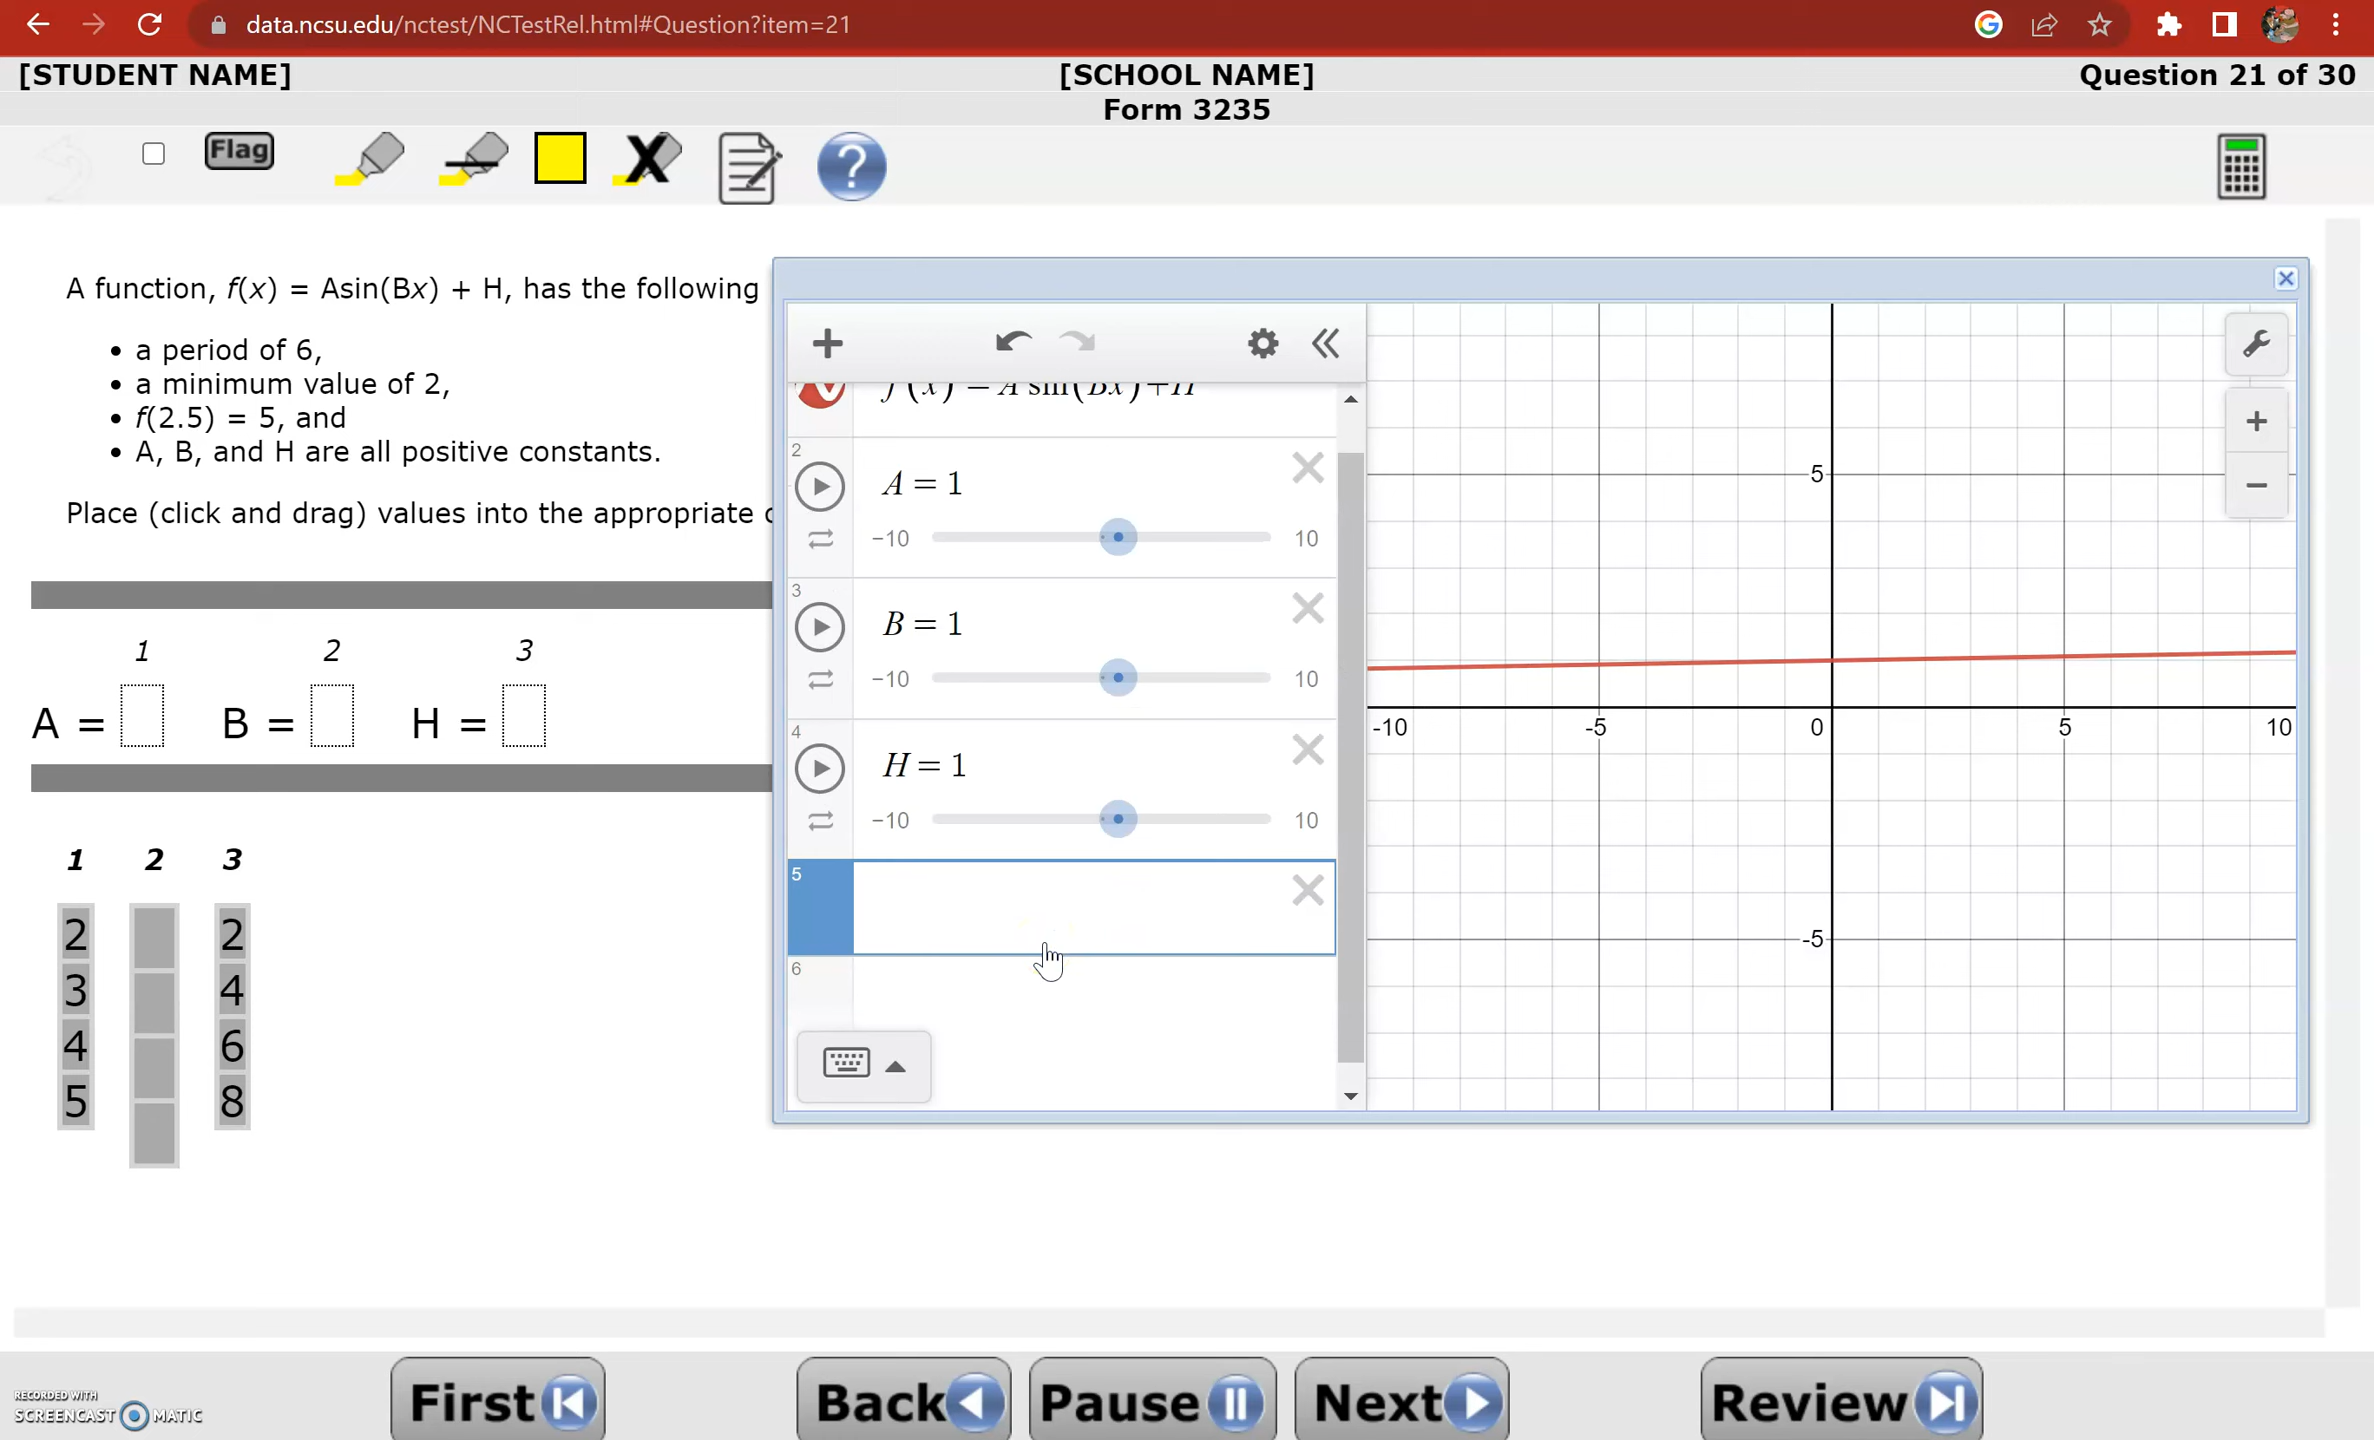 data.ncsu.edu/nctest/NCTestRel.html#Question?item=21
[STUDENT NAME]
[SCHOOL NAME]
Question 21 of 30
Form 3235
Flag
A function, f(x) = Asin(Bx) + H, has the following
• a period of 6,
• a minimum value of 2,
• f(2.5) = 5, and
• A, B, and H are all positive constants.
Place (click and drag) values into the appropriate
1 2 3
A = B = H =
1 2 3
2 2
3 4
4 6
5 8
f(x) = A sin(Bx)+H
2
A = 1
−10 10
3
B = 1
−10 10
4
H = 1
−10 10
5
6
5
-10 -5 0 5 10
-5
First
Back
Pause
Next
Review
RECORDED WITH
SCREENCAST MATIC